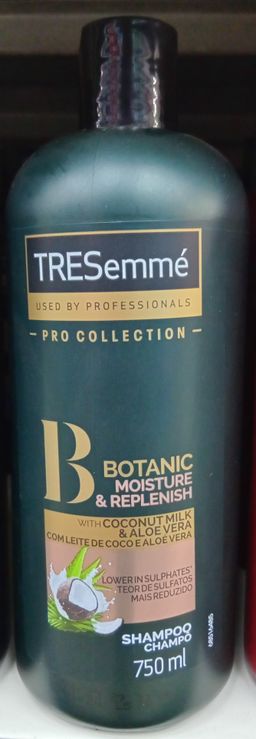 TRESemmé
USED BY PROFESSIONALS
PRO COLLECTION
B
BOTANIC
MOISTURE
& REPLENISH
WITH COCONUT MILK
& ALOE VERA
COM LEITE DE COCO E ALOE VERA
LOWER IN SULPHATES*
TEOR DE SULFATOS
MAIS REDUZIDO
SHAMPOO
CHAMPO
750 ml